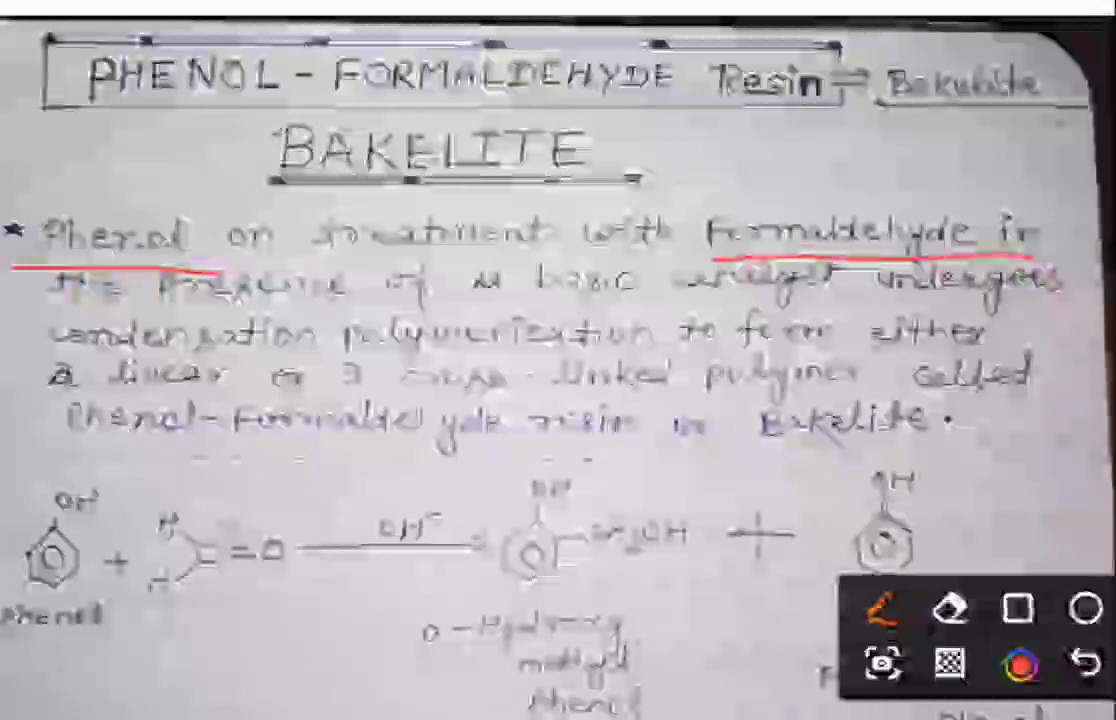 PHENOL - FORMALDEHYDE Resin ⇒ Bakulite
BAKELITE
* Phenol on treatment with Formaldehyde in
the presence of a basic catalyst undergoes
condensation polymerization to form either
a linear or cross-linked polymer called
Phenol-Formaldehyde resin or Bakelite.
OH OH OH
+ H C=O OH⁻ CH₂OH +
H
Phenol
O-Hydroxy
methyl
Phenol